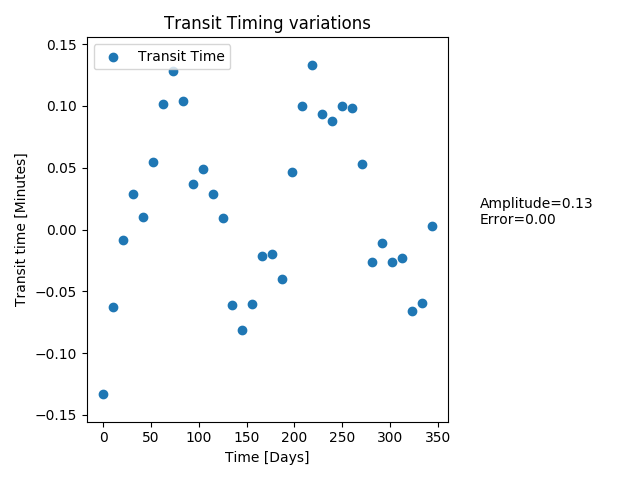 Transit Timing variations
Transit Time
0.15
0.10
0.05
0.00
−0.05
−0.10
−0.15
Transit time [Minutes]
Amplitude=0.13
Error=0.00
0 50 100 150 200 250 300 350
Time [Days]